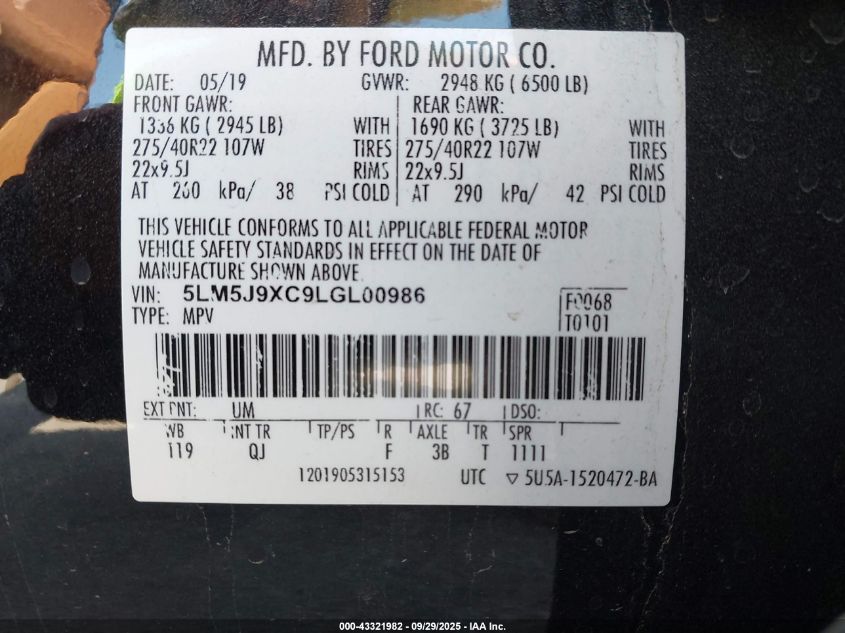 MFD. BY FORD MOTOR CO.
DATE: 05/19 GVWR: 2948 KG ( 6500 LB)
FRONT GAWR: REAR GAWR:
1336 KG ( 2945 LB) WITH 1690 KG ( 3725 LB) WITH
275/40R22 107W TIRES 275/40R22 107W TIRES
22x9.5J RIMS 22x9.5J RIMS
AT 260 kPa/ 38 PSI COLD AT 290 kPa/ 42 PSI COLD
THIS VEHICLE CONFORMS TO ALL APPLICABLE FEDERAL MOTOR
VEHICLE SAFETY STANDARDS IN EFFECT ON THE DATE OF
MANUFACTURE SHOWN ABOVE.
VIN: 5LM5J9XC9LGL00986 F0068
TYPE: MPV T0101
EXT PNT: UM RC: 67 DSO:
WB INT TR TP/PS R AXLE TR SPR
119 QJ F 3B T 1111
1201905315153 UTC ▽ 5U5A-1520472-BA
000-43321982 - 09/29/2025 - IAA Inc.